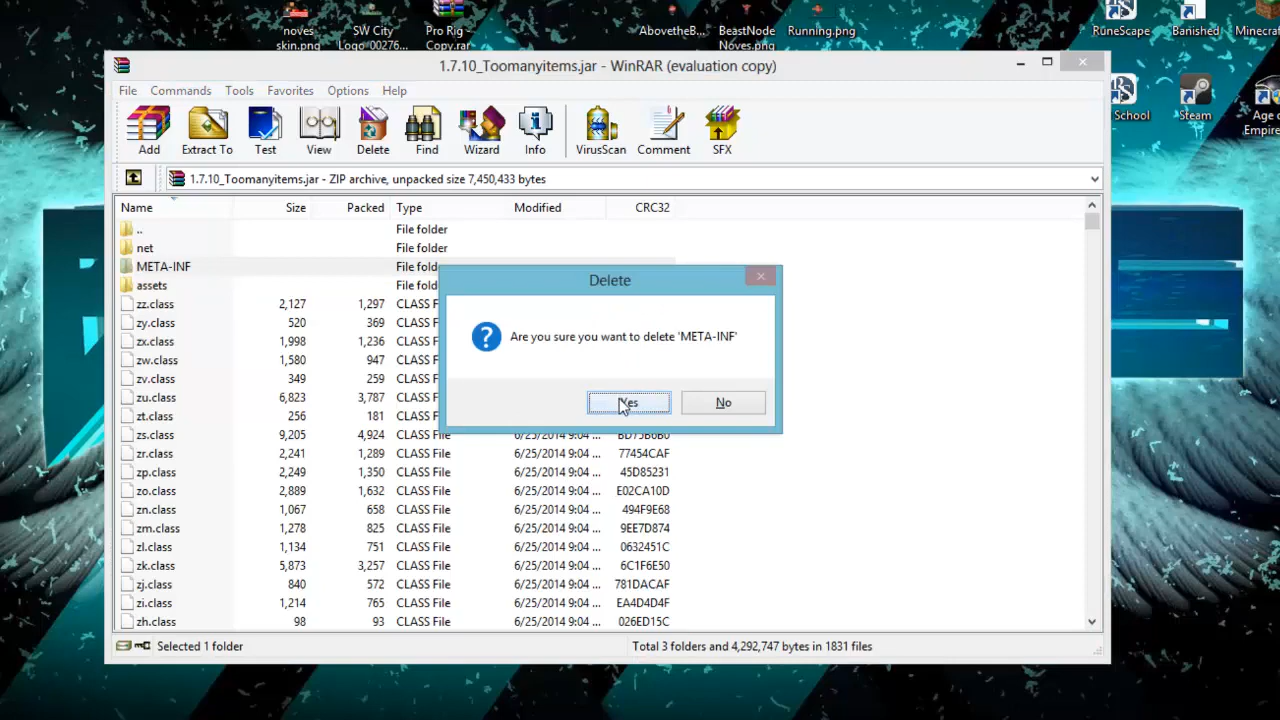 noves
skin.png
SW City
Logo_00276...
Pro Rig -
Copy.rar
AbovetheB...
BeastNode
Noves.png
Running.png
RuneScape
Banished
Minecraf
1.7.10_Toomanyitems.jar - WinRAR (evaluation copy)
File Commands Tools Favorites Options Help
Add Extract To Test View Delete Find Wizard Info VirusScan Comment SFX
School
Steam
Age o
Empire
1.7.10_Toomanyitems.jar - ZIP archive, unpacked size 7,450,433 bytes
Name Size Packed Type Modified CRC32
.. File folder
net File folder
META-INF File fold
assets File fold
zz.class 2,127 1,297 CLASS F
zy.class 520 369 CLASS F
zx.class 1,998 1,236 CLASS F
zw.class 1,580 947 CLASS F
zv.class 349 259 CLASS F
zu.class 6,823 3,787 CLASS F
zt.class 256 181 CLASS F
zs.class 9,205 4,924 CLASS File 6/25/2014 9:04 ... BD75B6B0
zr.class 2,241 1,289 CLASS File 6/25/2014 9:04 ... 77454CAF
zp.class 2,249 1,350 CLASS File 6/25/2014 9:04 ... 45D85231
zo.class 2,889 1,632 CLASS File 6/25/2014 9:04 ... E02CA10D
zn.class 1,067 658 CLASS File 6/25/2014 9:04 ... 494F9E68
zm.class 1,278 825 CLASS File 6/25/2014 9:04 ... 9EE7D874
zl.class 1,134 751 CLASS File 6/25/2014 9:04 ... 0632451C
zk.class 5,873 3,257 CLASS File 6/25/2014 9:04 ... 6C1F6E50
zj.class 840 572 CLASS File 6/25/2014 9:04 ... 781DACAF
zi.class 1,214 765 CLASS File 6/25/2014 9:04 ... EA4D4D4F
zh.class 98 93 CLASS File 6/25/2014 9:04 ... 026ED15C
Delete
Are you sure you want to delete 'META-INF'
Yes No
Selected 1 folder
Total 3 folders and 4,292,747 bytes in 1831 files